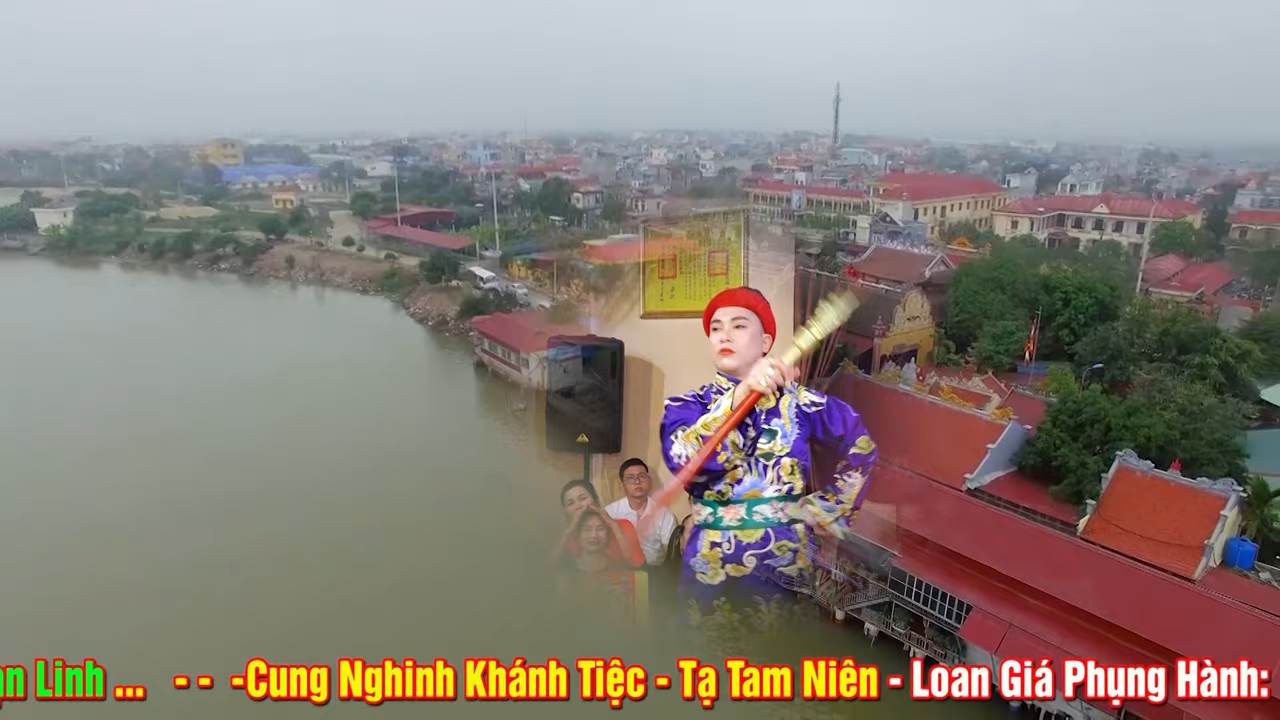 Linh ... - - -Cung Nghinh Khánh Tiệc - Tạ Tam Niên - Loan Giá Phụng Hành: